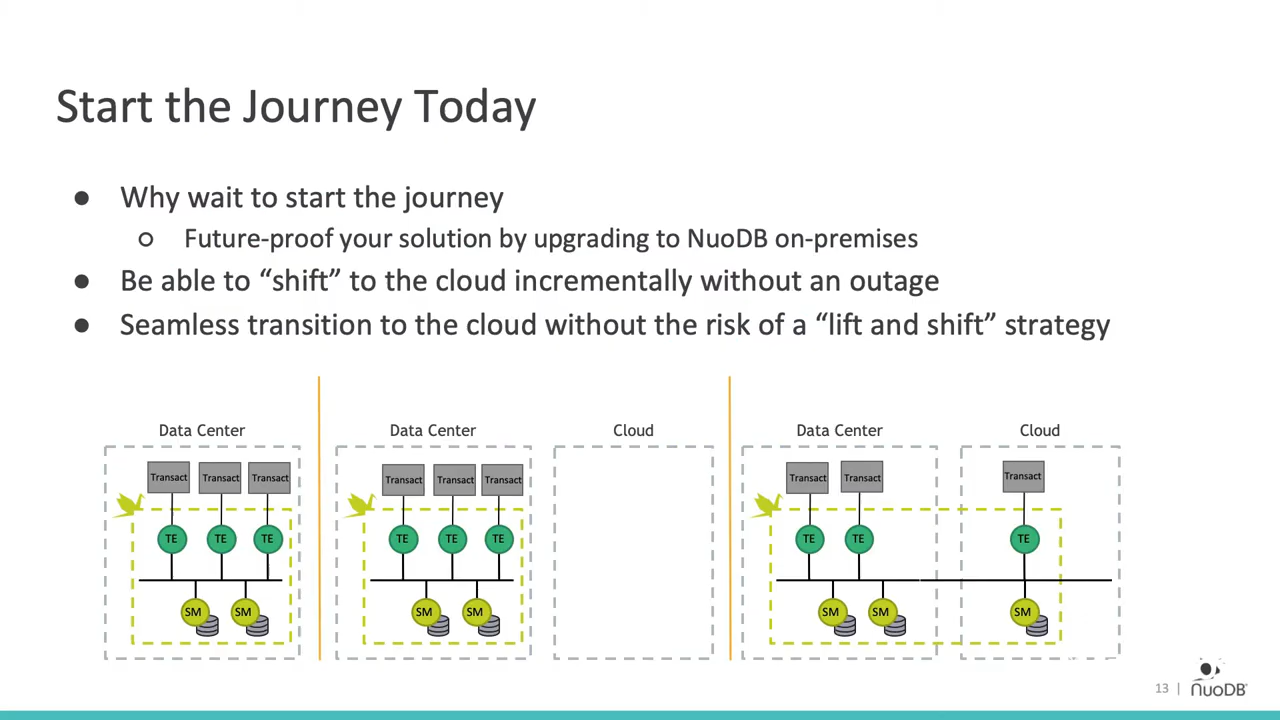 Start the Journey Today
● Why wait to start the journey
○ Future-proof your solution by upgrading to NuoDB on-premises
● Be able to “shift” to the cloud incrementally without an outage
● Seamless transition to the cloud without the risk of a “lift and shift” strategy
Data Center
Transact Transact Transact
TE TE TE
SM SM
Data Center Cloud
Transact Transact Transact
TE TE TE
SM SM
Data Center Cloud
Transact Transact Transact
TE TE TE
SM SM SM
13 | NUODB